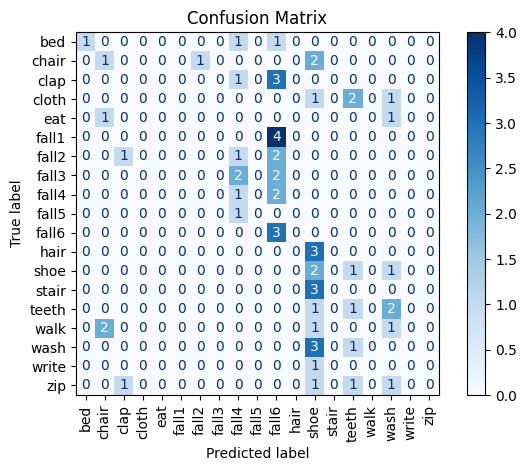 Confusion Matrix
True label
bed 1 0 0 0 0 0 0 0 1 0 1 0 0 0 0 0 0 0 0
chair 0 1 0 0 0 0 1 0 0 0 0 0 2 0 0 0 0 0 0
clap 0 0 0 0 0 0 0 0 1 0 3 0 0 0 0 0 0 0 0
cloth 0 0 0 0 0 0 0 0 0 0 0 0 1 0 2 0 1 0 0
eat 0 1 0 0 0 0 0 0 0 0 0 0 0 0 0 0 1 0 0
fall1 0 0 0 0 0 0 0 0 0 0 4 0 0 0 0 0 0 0 0
fall2 0 0 1 0 0 0 0 0 1 0 2 0 0 0 0 0 0 0 0
fall3 0 0 0 0 0 0 0 0 2 0 2 0 0 0 0 0 0 0 0
fall4 0 0 0 0 0 0 0 0 1 0 2 0 0 0 0 0 0 0 0
fall5 0 0 0 0 0 0 0 0 1 0 0 0 0 0 0 0 0 0 0
fall6 0 0 0 0 0 0 0 0 0 0 3 0 0 0 0 0 0 0 0
hair 0 0 0 0 0 0 0 0 0 0 0 0 3 0 0 0 0 0 0
shoe 0 0 0 0 0 0 0 0 0 0 0 0 2 0 1 0 1 0 0
stair 0 0 0 0 0 0 0 0 0 0 0 0 3 0 0 0 0 0 0
teeth 0 0 0 0 0 0 0 0 0 0 0 0 1 0 1 0 2 0 0
walk 0 2 0 0 0 0 0 0 0 0 0 0 1 0 0 0 1 0 0
wash 0 0 0 0 0 0 0 0 0 0 0 0 3 0 1 0 0 0 0
write 0 0 0 0 0 0 0 0 0 0 0 0 1 0 0 0 0 0 0
zip 0 0 1 0 0 0 0 0 0 0 0 0 1 0 1 0 1 0 0
bed chair clap cloth eat fall1 fall2 fall3 fall4 fall5 fall6 hair shoe stair teeth walk wash write zip
Predicted label
4.0
3.5
3.0
2.5
2.0
1.5
1.0
0.5
0.0